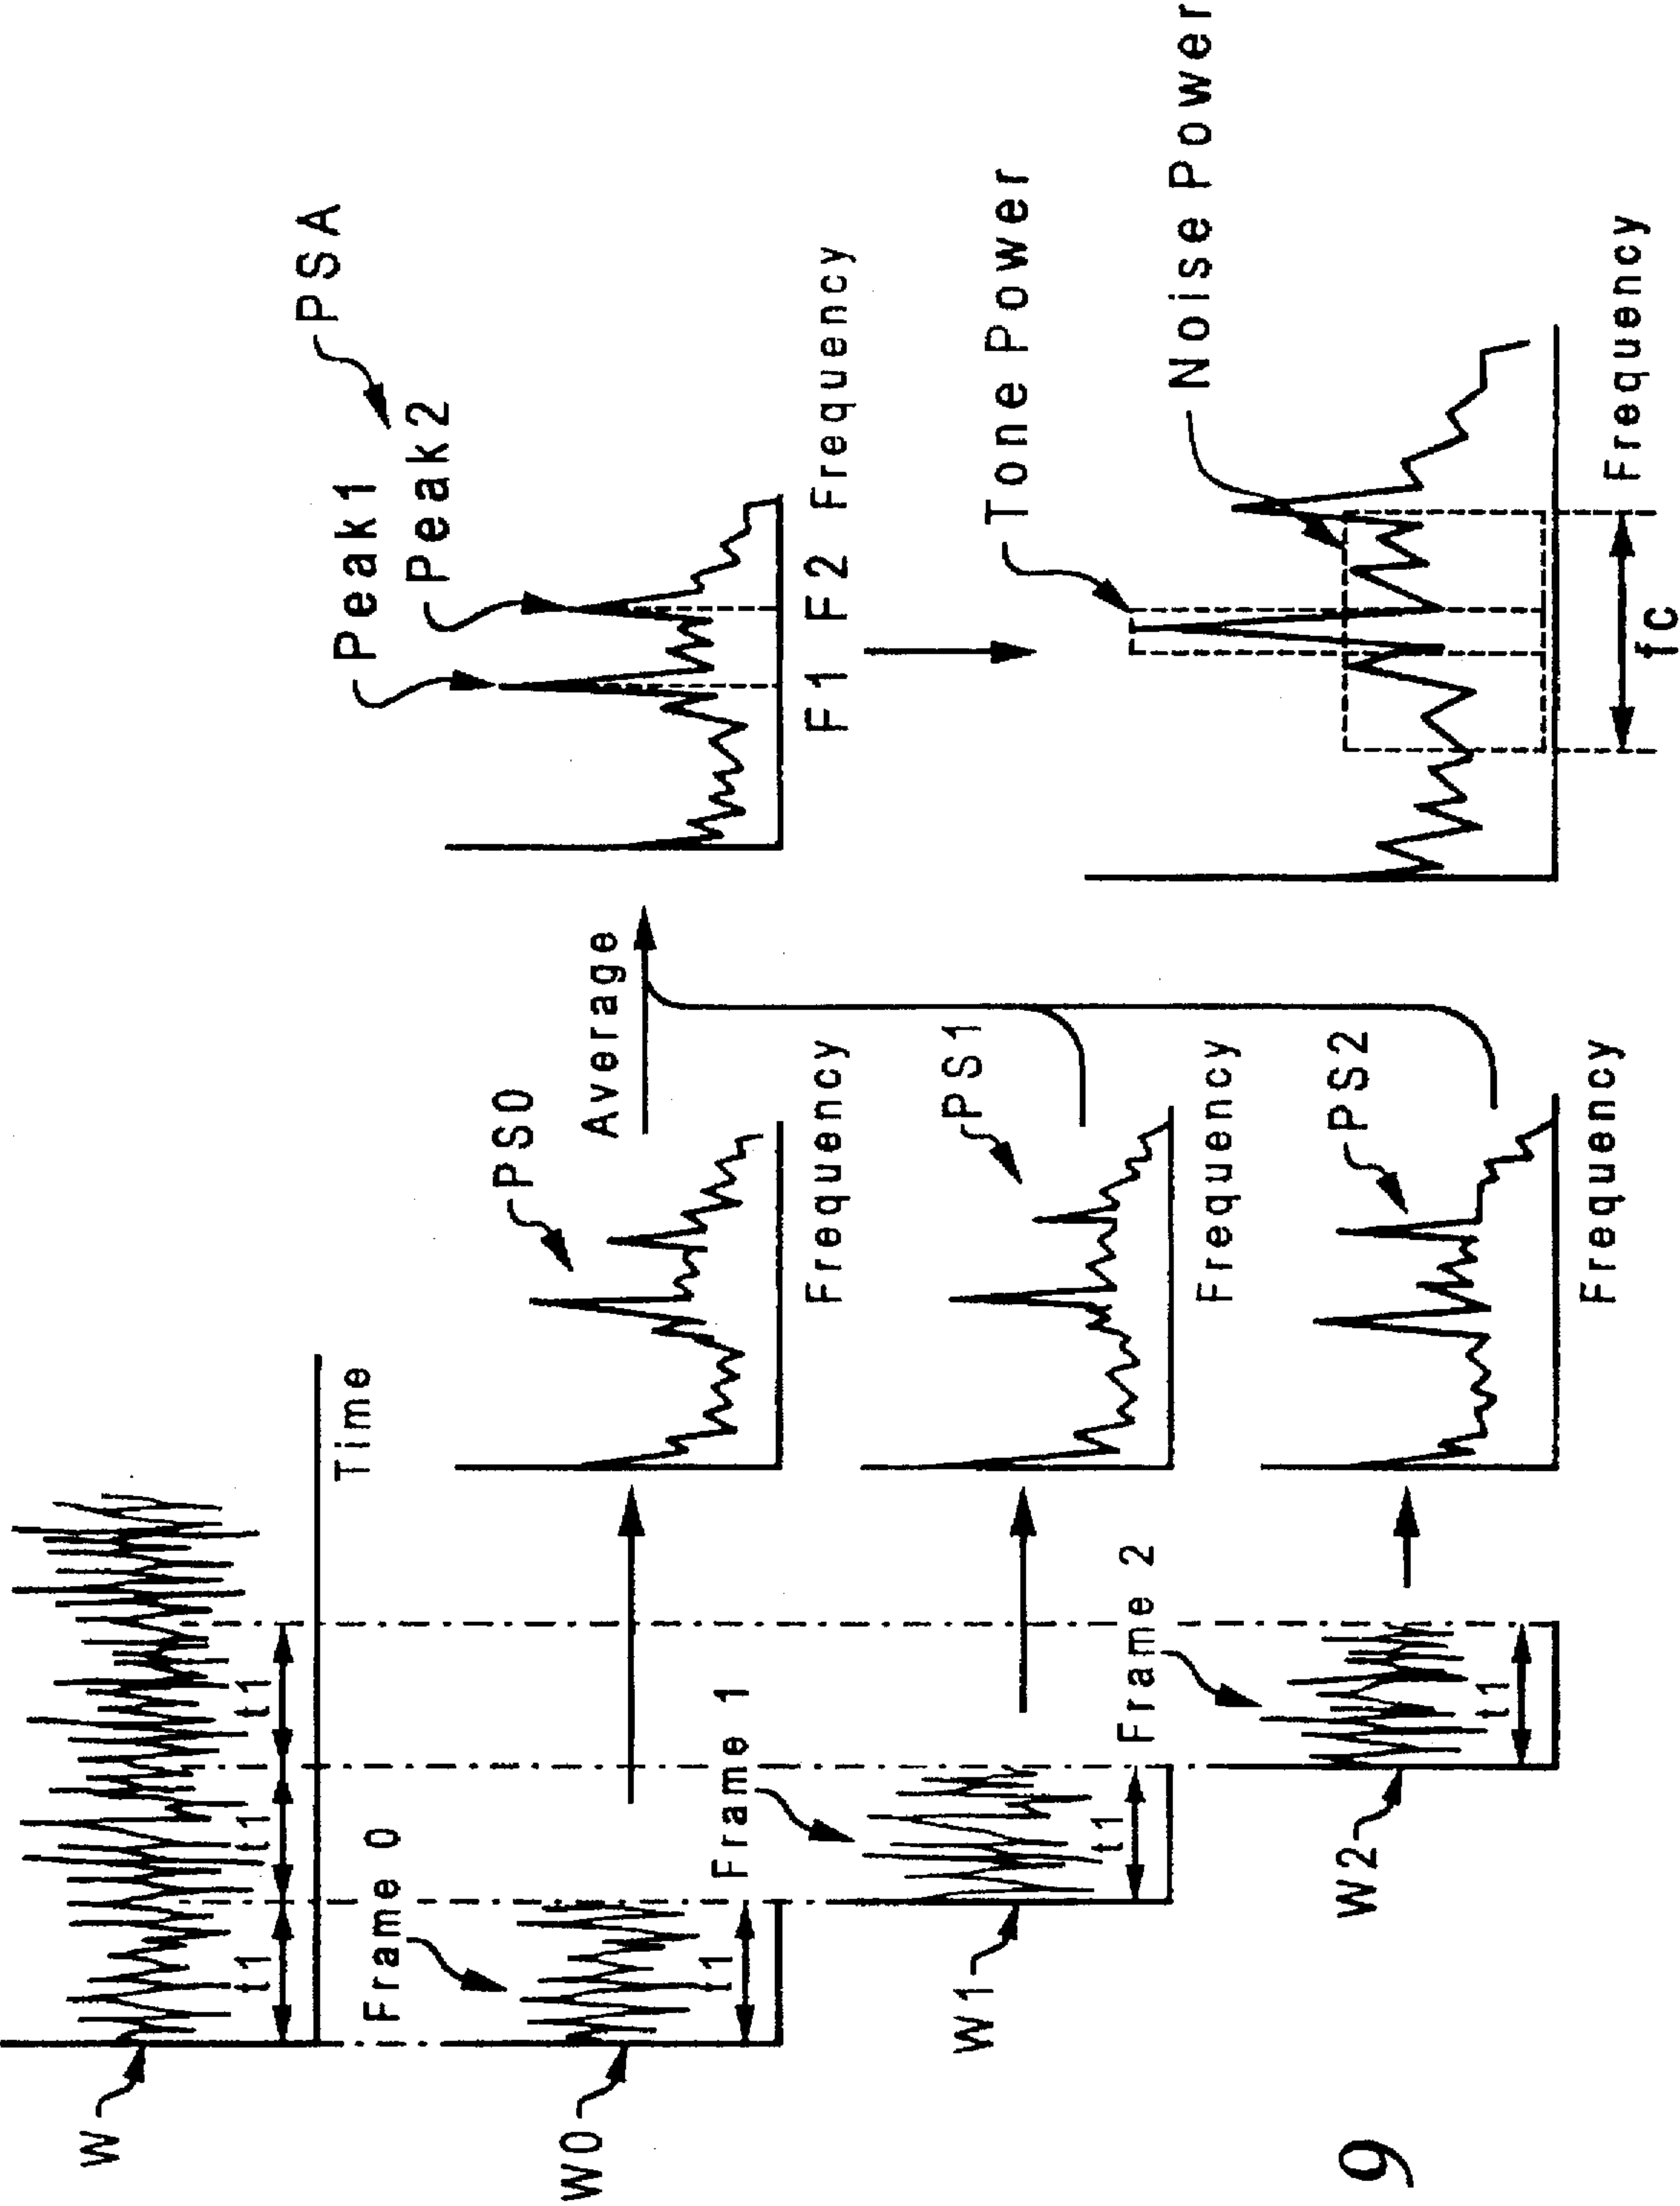 W
t1
t1
t1
Time
Frame 0
W0
t1
PS0
Frequency
Average
Peak1
Peak2
PSA
F1
F2
Frequency
Frame 1
W1
t1
PS1
Frequency
Tone Power
Noise Power
Frequency
fc
Frame 2
W2
t1
PS2
Frequency
9